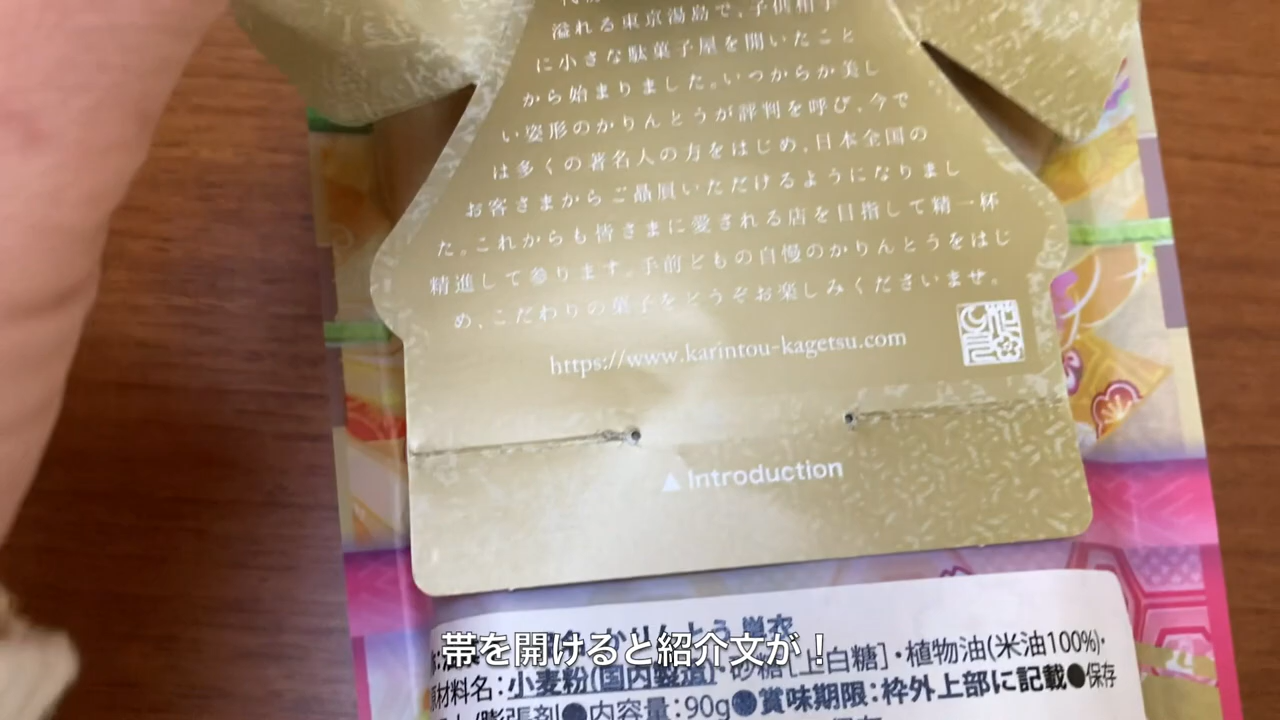 溢れる東京湯島で、子供相手
に小さな駄菓子屋を開いたこと
から始まりました。いつからか美し
い姿形のかりんとうが評判を呼び、今で
は多くの著名人の方をはじめ、日本全国の
お客さまからご贔屓いただけるようになりまし
た。これからも皆さまに愛される店を目指して精一杯
精進して参ります。手前どもの自慢のかりんとうをはじ
め、こだわりの菓子をどうぞお楽しみくださいませ。
https://www.karintou-kagetsu.com
▲Introduction
かりんとう
帯を開けると紹介文が!
原材料名:小麦粉(国内製造)・砂糖[上白糖]・植物油(米油100%)・
膨張剤●内容量:90g●賞味期限:枠外上部に記載●保存